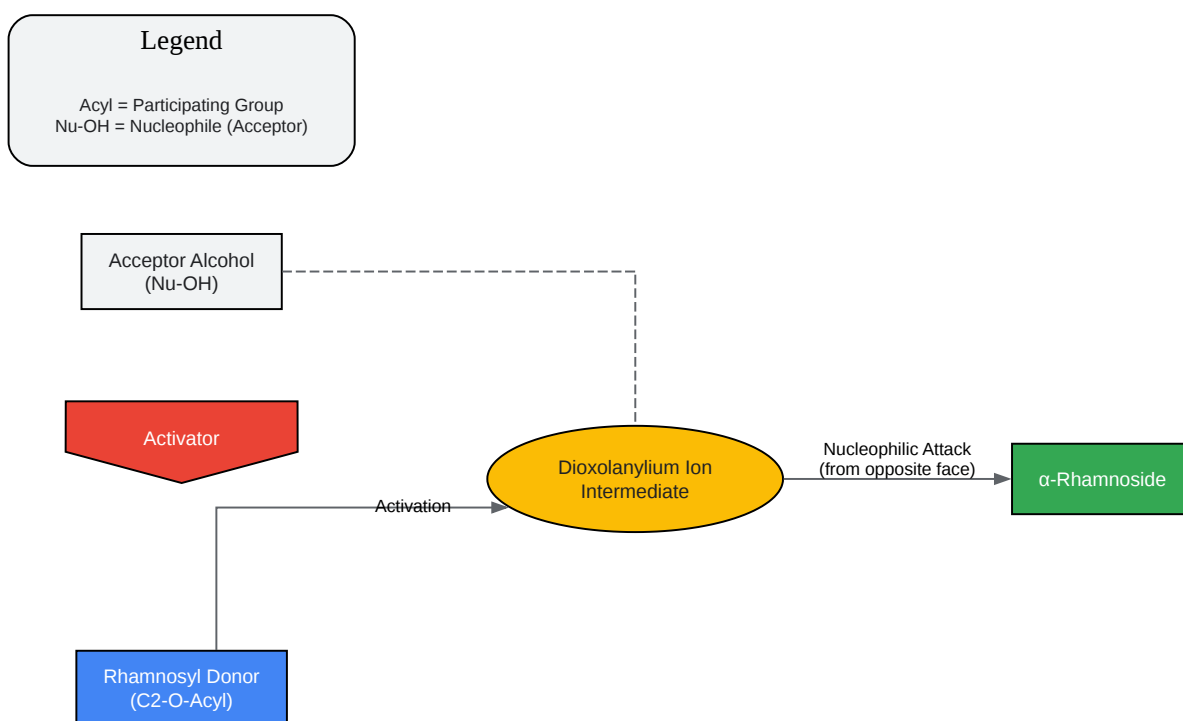 Legend
Acyl = Participating Group
Nu-OH = Nucleophile (Acceptor)
Acceptor Alcohol
(Nu-OH)
Activator
Dioxolanylium Ion
Intermediate
Nucleophilic Attack
(from opposite face)
α-Rhamnoside
Activation
Rhamnosyl Donor
(C2-O-Acyl)